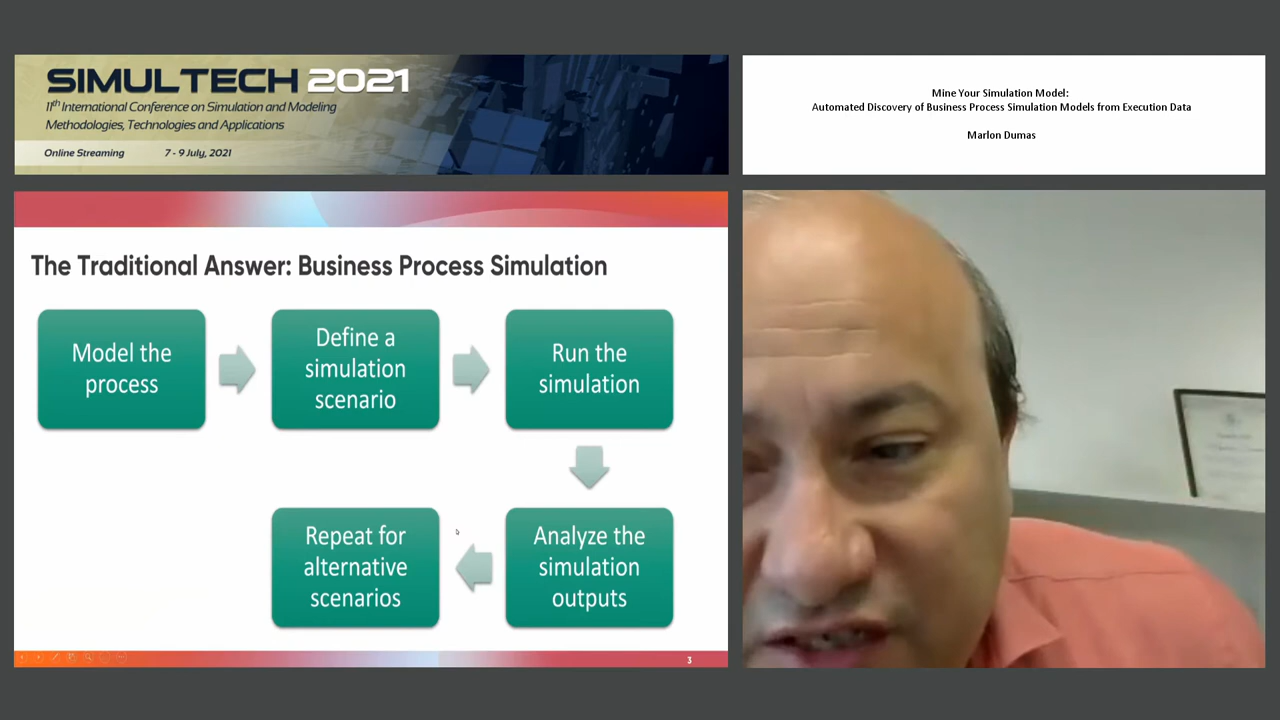 SIMULTECH 2021
11th International Conference on Simulation and Modeling
Methodologies, Technologies and Applications
Online Streaming 7 - 9 July, 2021
Mine Your Simulation Model:
Automated Discovery of Business Process Simulation Models from Execution Data
Marlon Dumas
The Traditional Answer: Business Process Simulation
Model the
process
Define a
simulation
scenario
Run the
simulation
Analyze the
simulation
outputs
Repeat for
alternative
scenarios
3